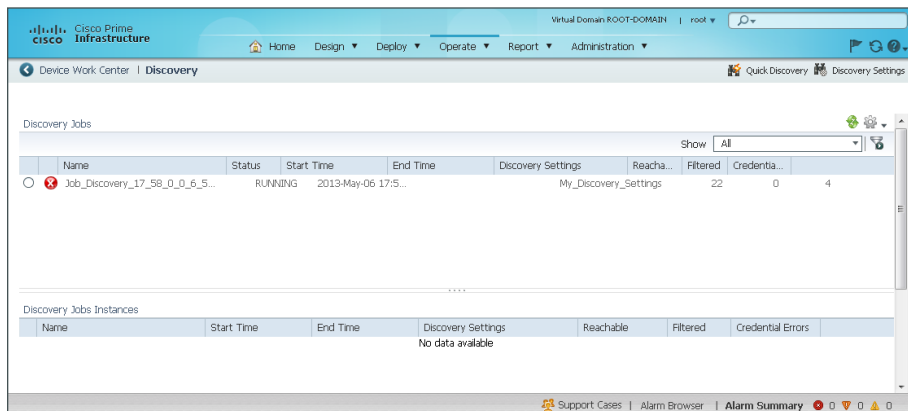 Virtual Domain ROOT-DOMAIN | root
CISCO Cisco Prime Infrastructure
Home Design Deploy Operate Report Administration
Device Work Center | Discovery Quick Discovery Discovery Settings
Discovery Jobs
Show All
Name Status Start Time End Time Discovery Settings Reacha... Filtered Credentia...
Job_Discovery_17_58_0_0_6_5... RUNNING 2013-May-06 17:5... My_Discovery_Settings 22 0 4
Discovery Jobs Instances
Name Start Time End Time Discovery Settings Reachable Filtered Credential Errors
No data available
Support Cases | Alarm Browser | Alarm Summary 0 0 0